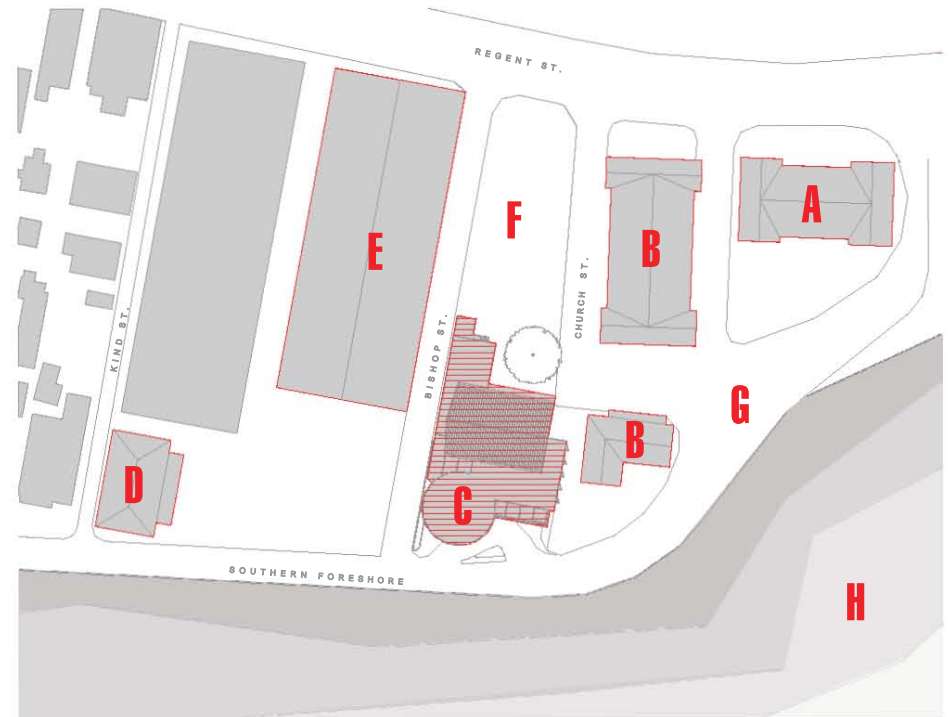 REGENT ST.
A
F
B
E
CHURCH ST.
KIND ST.
BISHOP ST.
G
B
D
C
SOUTHERN FORESHORE
H